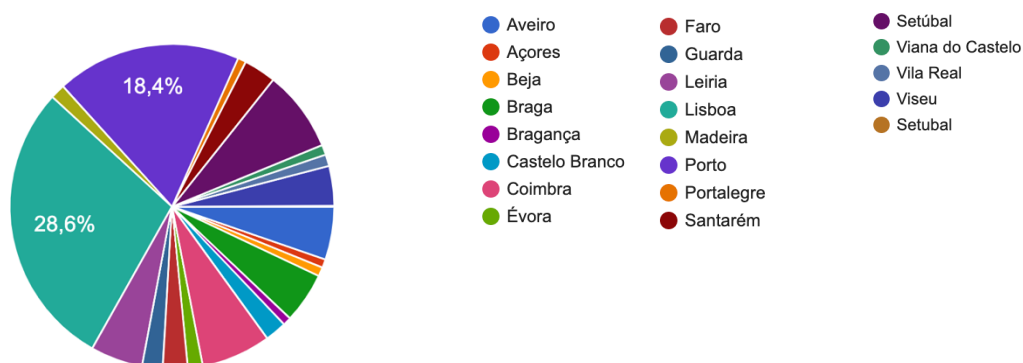 18,4%
28,6%
Aveiro
Açores
Beja
Braga
Bragança
Castelo Branco
Coimbra
Évora
Faro
Guarda
Leiria
Lisboa
Madeira
Porto
Portalegre
Santarém
Setúbal
Viana do Castelo
Vila Real
Viseu
Setubal